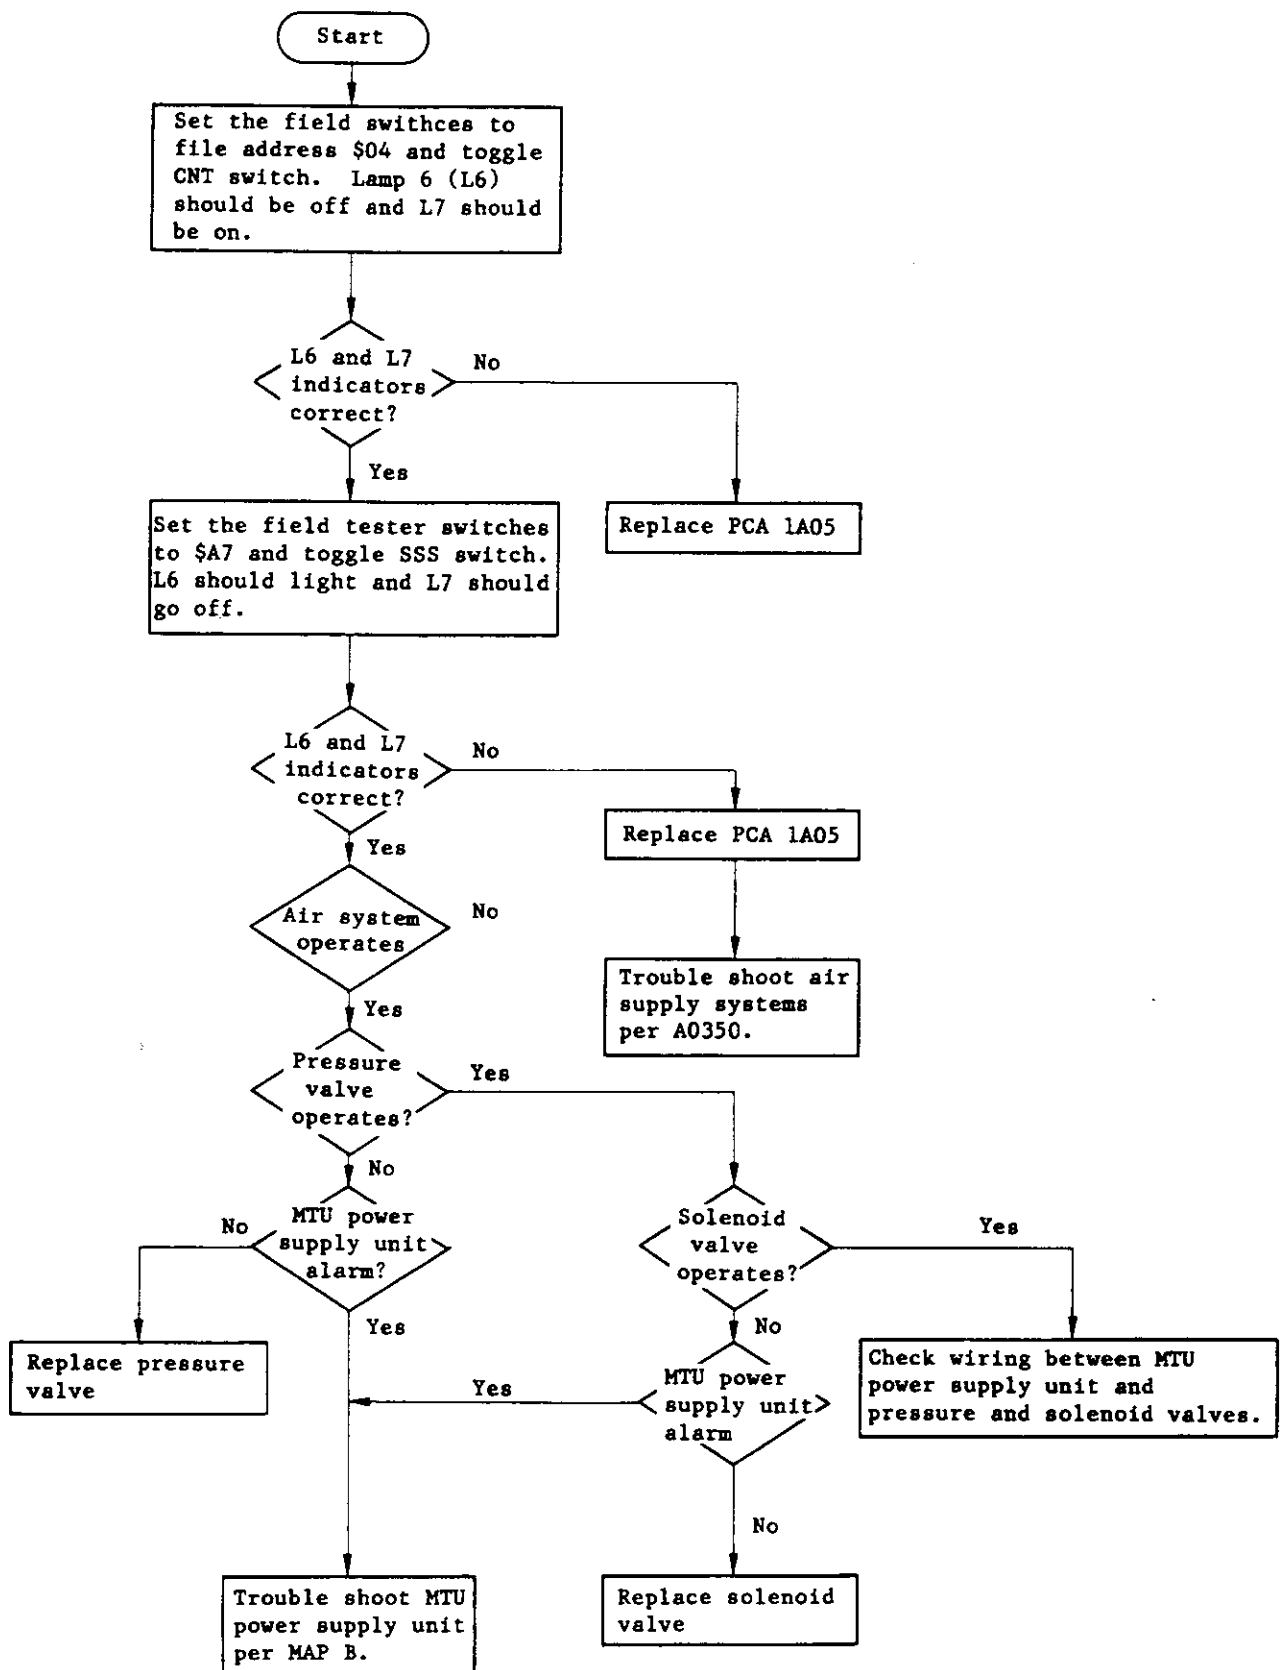 Start
Set the field swithces to
file address $04 and toggle
CNT switch. Lamp 6 (L6)
should be off and L7 should
be on.
L6 and L7
indicators
correct?
No
Yes
Replace PCA 1A05
Set the field tester switches
to $A7 and toggle SSS switch.
L6 should light and L7 should
go off.
L6 and L7
indicators
correct?
No
Yes
Replace PCA 1A05
Air system
operates
No
Yes
Trouble shoot air
supply systems
per A0350.
Pressure
valve
operates?
Yes
No
MTU power
supply unit
alarm?
No
Yes
Solenoid
valve
operates?
Yes
No
Replace pressure
valve
MTU power
supply unit
alarm
Yes
No
Check wiring between MTU
power supply unit and
pressure and solenoid valves.
Trouble shoot MTU
power supply unit
per MAP B.
Replace solenoid
valve